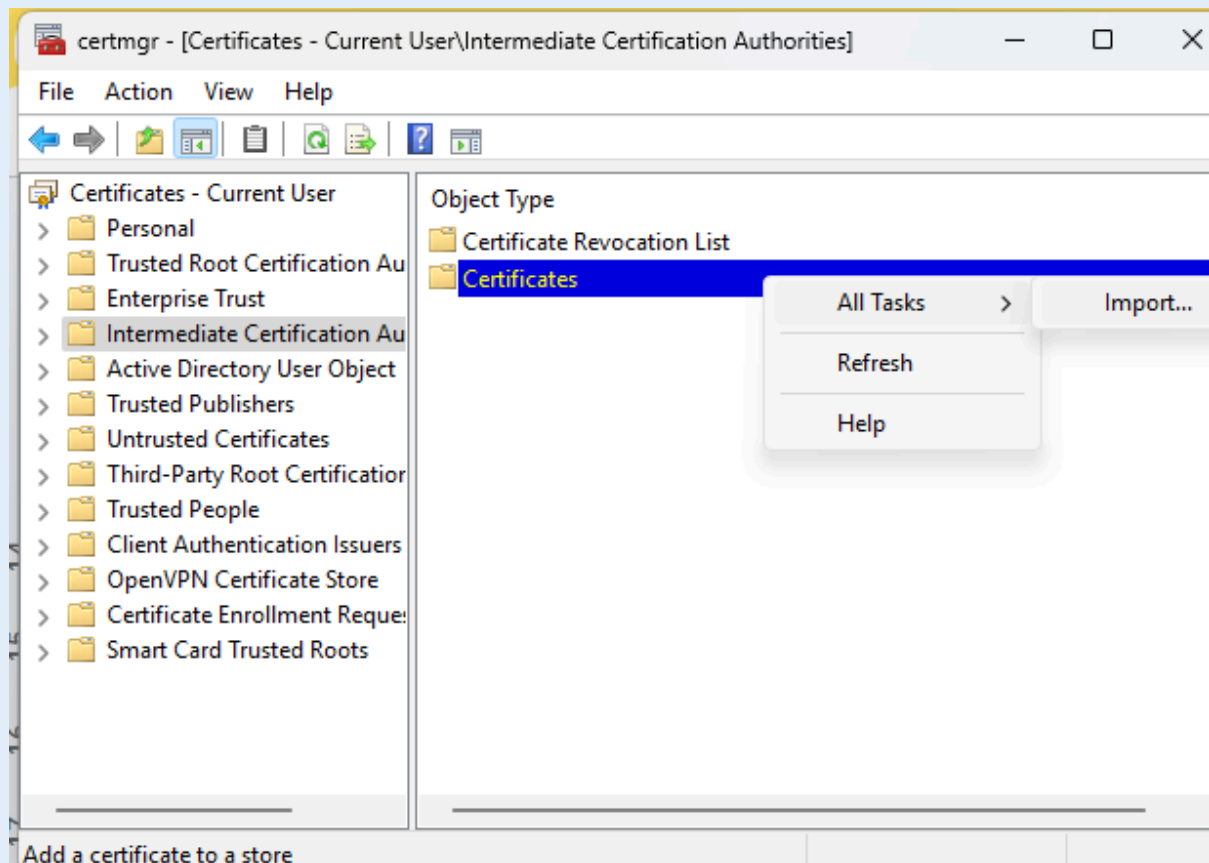 certmgr - [Certificates - Current User\Intermediate Certification Authorities]
File Action View Help
Certificates - Current User
Personal
Trusted Root Certification Au
Enterprise Trust
Intermediate Certification Au
Active Directory User Object
Trusted Publishers
Untrusted Certificates
Third-Party Root Certification
Trusted People
Client Authentication Issuers
OpenVPN Certificate Store
Certificate Enrollment Reque
Smart Card Trusted Roots
Object Type
Certificate Revocation List
Certificates
All Tasks
Import...
Refresh
Help
Add a certificate to a store